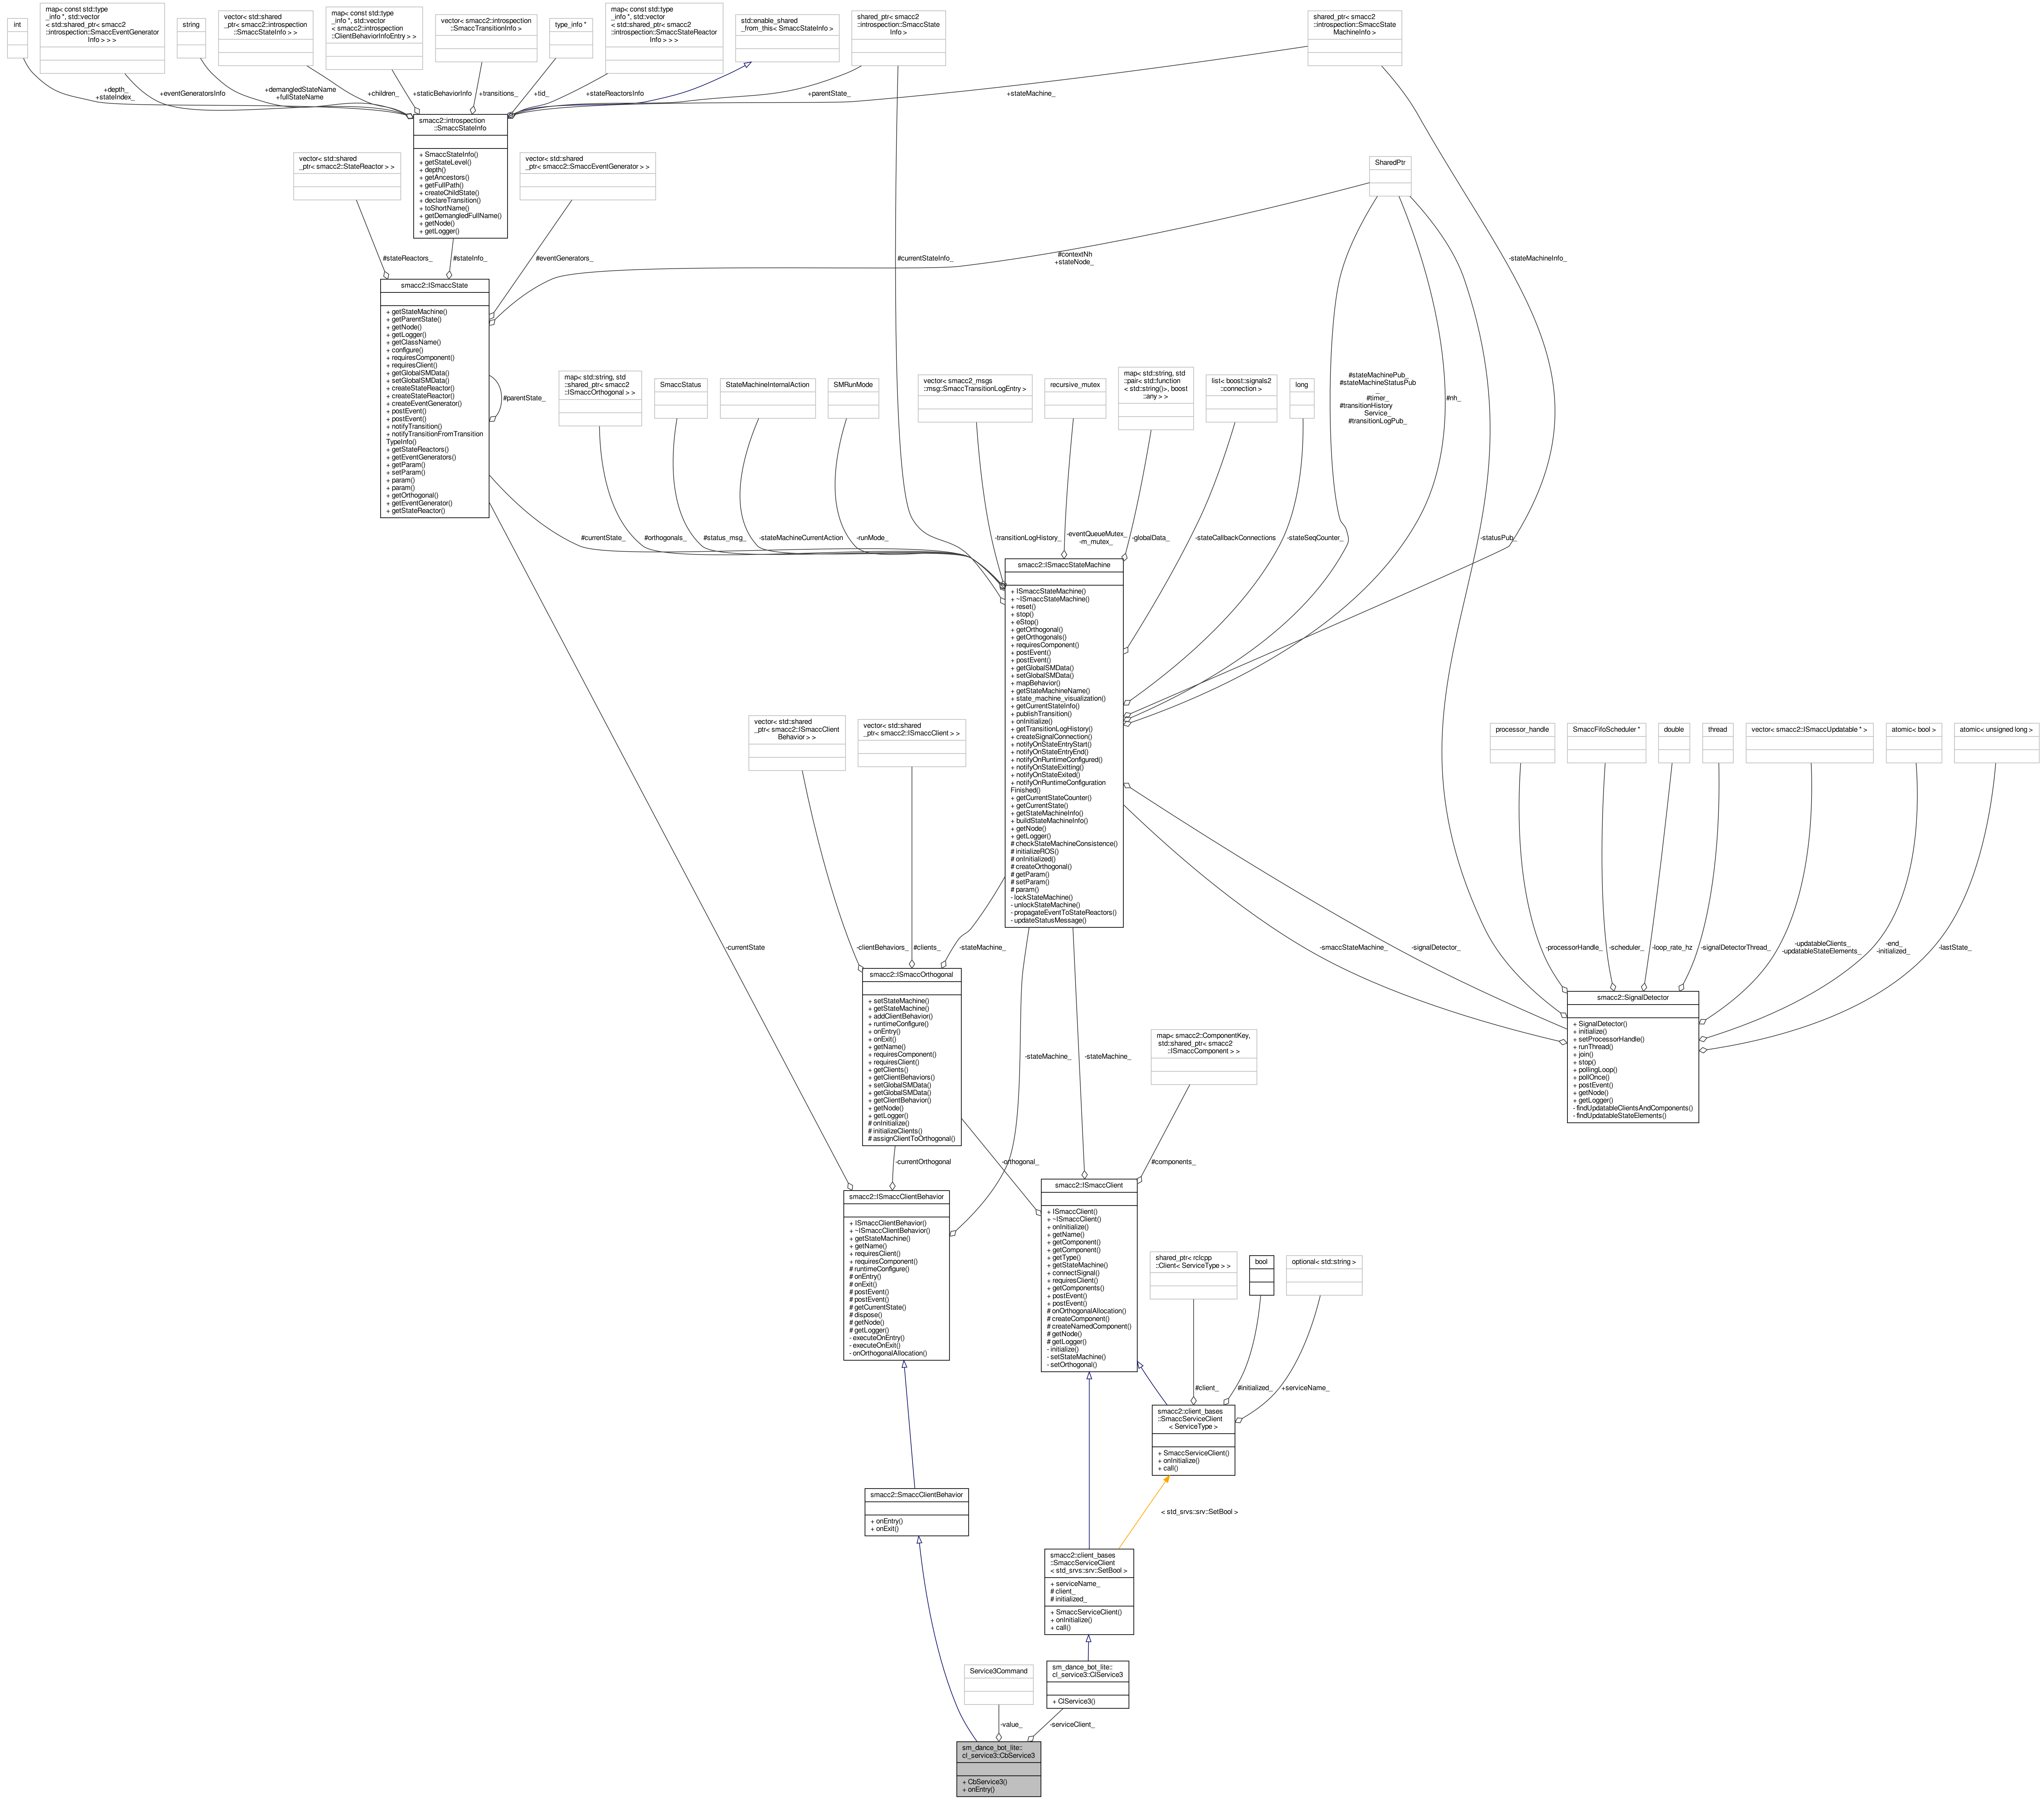 int
map< const std::type
_info *, std::vector
< std::shared_ptr< smacc2
::introspection::SmaccEventGenerator
Info > > >
string
vector< std::shared
_ptr< smacc2::introspection
::SmaccStateInfo > >
map< const std::type
_info *, std::vector
< smacc2::introspection
::ClientBehaviorInfoEntry > >
vector< smacc2::introspection
::SmaccTransitionInfo >
type_info *
map< const std::type
_info *, std::vector
< std::shared_ptr< smacc2
::introspection::SmaccStateReactor
Info > > >
std::enable_shared
_from_this< SmaccStateInfo >
shared_ptr< smacc2
::introspection::SmaccState
Info >
shared_ptr< smacc2
::introspection::SmaccState
MachineInfo >
+depth_
+stateIndex_
+eventGeneratorsInfo
+demangledStateName
+fullStateName
+children_
+staticBehaviorInfo
+transitions_
+tid_
+stateReactorsInfo
+parentState_
+stateMachine_
smacc2::introspection
::SmaccStateInfo
+ SmaccStateInfo()
+ getStateLevel()
+ depth()
+ getAncestors()
+ getFullPath()
+ createChildState()
+ declareTransition()
+ toShortName()
+ getDemangledFullName()
+ getNode()
+ getLogger()
vector< std::shared
_ptr< smacc2::StateReactor > >
vector< std::shared
_ptr< smacc2::SmaccEventGenerator > >
SharedPtr
#stateReactors_
#stateInfo_
#eventGenerators_
#currentStateInfo_
#contextNh
+stateNode_
-stateMachineInfo_
smacc2::ISmaccState
+ getStateMachine()
+ getParentState()
+ getNode()
+ getLogger()
+ getClassName()
+ configure()
+ requiresComponent()
+ requiresClient()
+ getGlobalSMData()
+ setGlobalSMData()
+ createStateReactor()
+ createStateReactor()
+ createEventGenerator()
+ postEvent()
+ postEvent()
+ notifyTransition()
+ notifyTransitionFromTransition
TypeInfo()
+ getStateReactors()
+ getEventGenerators()
+ getParam()
+ setParam()
+ param()
+ param()
+ getOrthogonal()
+ getEventGenerator()
+ getStateReactor()
#parentState_
map< std::string, std
::shared_ptr< smacc2
::ISmaccOrthogonal > >
SmaccStatus
StateMachineInternalAction
SMRunMode
vector< smacc2_msgs
::msg::SmaccTransitionLogEntry >
recursive_mutex
map< std::string, std
::pair< std::function
< std::string()>, boost
::any > >
list< boost::signals2
::connection >
long
#stateMachinePub_
#stateMachineStatusPub
_
#timer_
#transitionHistory
Service_
#transitionLogPub_
#nh_
#currentState_
#orthogonals_
#status_msg_
-stateMachineCurrentAction
-runMode_
-transitionLogHistory_
-eventQueueMutex_
-m_mutex_
-globalData_
-stateCallbackConnections
-stateSeqCounter_
-statusPub_
smacc2::ISmaccStateMachine
+ ISmaccStateMachine()
+ ~ISmaccStateMachine()
+ reset()
+ stop()
+ eStop()
+ getOrthogonal()
+ getOrthogonals()
+ requiresComponent()
+ postEvent()
+ postEvent()
+ getGlobalSMData()
+ setGlobalSMData()
+ mapBehavior()
+ getStateMachineName()
+ state_machine_visualization()
+ getCurrentStateInfo()
+ publishTransition()
+ onInitialize()
+ getTransitionLogHistory()
+ createSignalConnection()
+ notifyOnStateEntryStart()
+ notifyOnStateEntryEnd()
+ notifyOnRuntimeConfigured()
+ notifyOnStateExitting()
+ notifyOnStateExited()
+ notifyOnRuntimeConfiguration
Finished()
+ getCurrentStateCounter()
+ getCurrentState()
+ getStateMachineInfo()
+ buildStateMachineInfo()
+ getNode()
+ getLogger()
# checkStateMachineConsistence()
# initializeROS()
# onInitialized()
# createOrthogonal()
# getParam()
# setParam()
# param()
- lockStateMachine()
- unlockStateMachine()
- propagateEventToStateReactors()
- updateStatusMessage()
vector< std::shared
_ptr< smacc2::ISmaccClient
Behavior > >
vector< std::shared
_ptr< smacc2::ISmaccClient > >
processor_handle
SmaccFifoScheduler *
double
thread
vector< smacc2::ISmaccUpdatable * >
atomic< bool >
atomic< unsigned long >
-currentState
-clientBehaviors_
#clients_
-stateMachine_
-smaccStateMachine_
-signalDetector_
-processorHandle_
-scheduler_
-loop_rate_hz
-signalDetectorThread_
-updatableClients_
-updatableStateElements_
-end_
-initialized_
-lastState_
smacc2::ISmaccOrthogonal
+ setStateMachine()
+ getStateMachine()
+ addClientBehavior()
+ runtimeConfigure()
+ onEntry()
+ onExit()
+ getName()
+ requiresComponent()
+ requiresClient()
+ getClients()
+ getClientBehaviors()
+ setGlobalSMData()
+ getGlobalSMData()
+ getClientBehavior()
+ getNode()
+ getLogger()
# onInitialize()
# initializeClients()
# assignClientToOrthogonal()
smacc2::SignalDetector
+ SignalDetector()
+ initialize()
+ setProcessorHandle()
+ runThread()
+ join()
+ stop()
+ pollingLoop()
+ pollOnce()
+ postEvent()
+ getNode()
+ getLogger()
- findUpdatableClientsAndComponents()
- findUpdatableStateElements()
-stateMachine_
-stateMachine_
map< smacc2::ComponentKey,
std::shared_ptr< smacc2
::ISmaccComponent > >
-currentOrthogonal
-orthogonal_
#components_
smacc2::ISmaccClientBehavior
+ ISmaccClientBehavior()
+ ~ISmaccClientBehavior()
+ getStateMachine()
+ getName()
+ requiresClient()
+ requiresComponent()
# runtimeConfigure()
# onEntry()
# onExit()
# postEvent()
# postEvent()
# getCurrentState()
# dispose()
# getNode()
# getLogger()
- executeOnEntry()
- executeOnExit()
- onOrthogonalAllocation()
smacc2::ISmaccClient
+ ISmaccClient()
+ ~ISmaccClient()
+ onInitialize()
+ getName()
+ getComponent()
+ getComponent()
+ getType()
+ getStateMachine()
+ connectSignal()
+ requiresClient()
+ getComponents()
+ postEvent()
+ postEvent()
# onOrthogonalAllocation()
# createComponent()
# createNamedComponent()
# getNode()
# getLogger()
- initialize()
- setStateMachine()
- setOrthogonal()
shared_ptr< rclcpp
::Client< ServiceType > >
bool
optional< std::string >
#client_
#initialized_
+serviceName_
smacc2::client_bases
::SmaccServiceClient
< ServiceType >
+ SmaccServiceClient()
+ onInitialize()
+ call()
smacc2::SmaccClientBehavior
+ onEntry()
+ onExit()
< std_srvs::srv::SetBool >
smacc2::client_bases
::SmaccServiceClient
< std_srvs::srv::SetBool >
+ serviceName_
# client_
# initialized_
+ SmaccServiceClient()
+ onInitialize()
+ call()
Service3Command
sm_dance_bot_lite::
cl_service3::ClService3
+ ClService3()
-value_
-serviceClient_
sm_dance_bot_lite::
cl_service3::CbService3
+ CbService3()
+ onEntry()